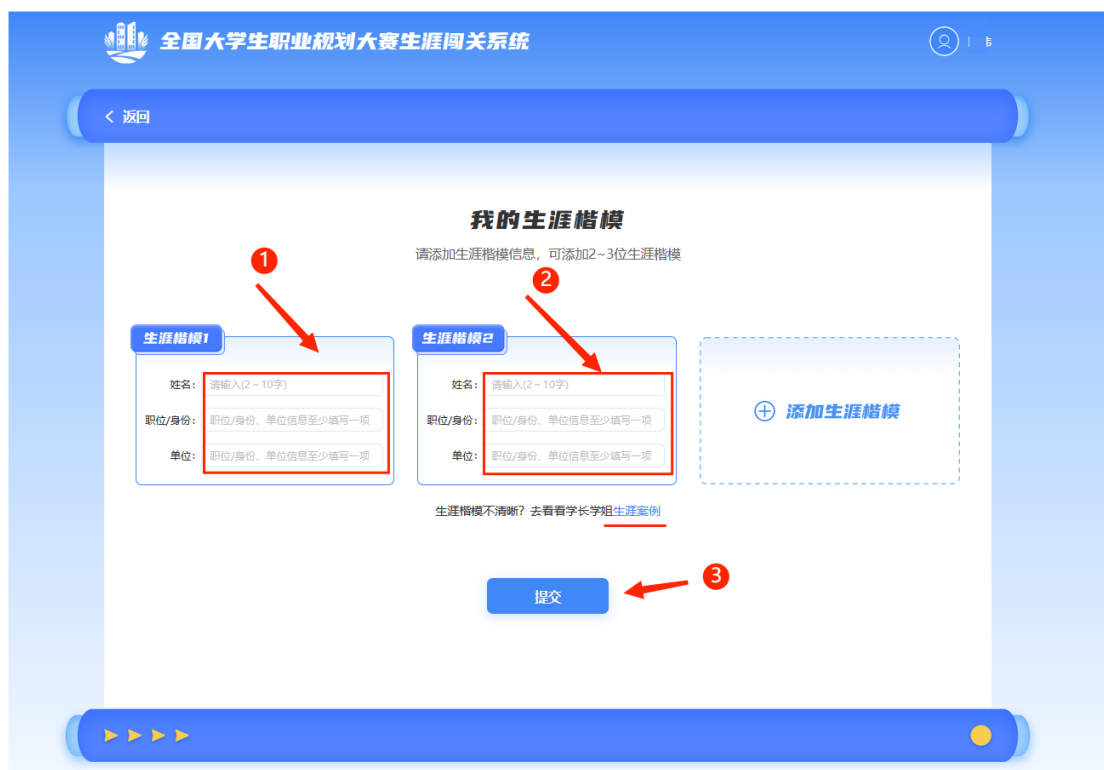 全国大学生职业规划大赛生涯闯关系统
返回
我的生涯楷模
请添加生涯楷模信息，可添加2~3位生涯楷模
1
2
生涯楷模1
姓名：
请输入(2～10字)
职位/身份：
职位/身份、单位信息至少填写一项
单位：
职位/身份、单位信息至少填写一项
生涯楷模2
姓名：
请输入(2～10字)
职位/身份：
职位/身份、单位信息至少填写一项
单位：
职位/身份、单位信息至少填写一项
添加生涯楷模
生涯楷模不清晰？去看看学长学姐生涯案例
提交
3